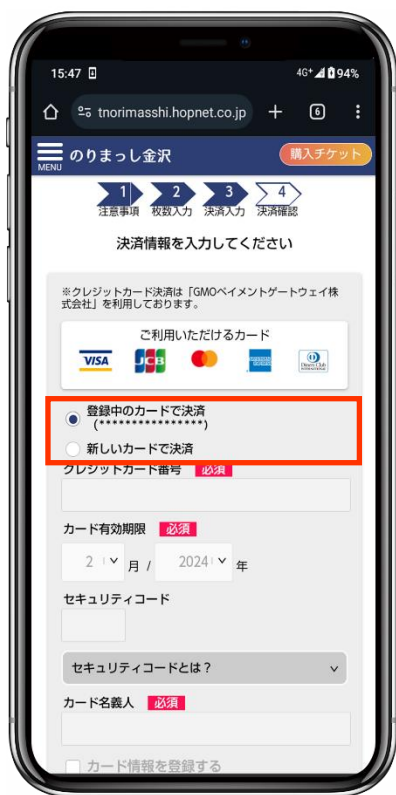 15:47 4G+ 94%
tnorimasshi.hopnet.co.jp 6
MENU のりまっし金沢 購入チケット
1 2 3 4
注意事項 枚数入力 決済入力 決済確認
決済情報を入力してください
※クレジットカード決済は「GMOペイメントゲートウェイ株
式会社」を利用しております。
ご利用いただけるカード
VISA JCB
登録中のカードで決済
(****************)
新しいカードで決済
クレジットカード番号 必須
カード有効期限 必須
2 月 / 2024 年
セキュリティコード
セキュリティコードとは？
カード名義人 必須
カード情報を登録する